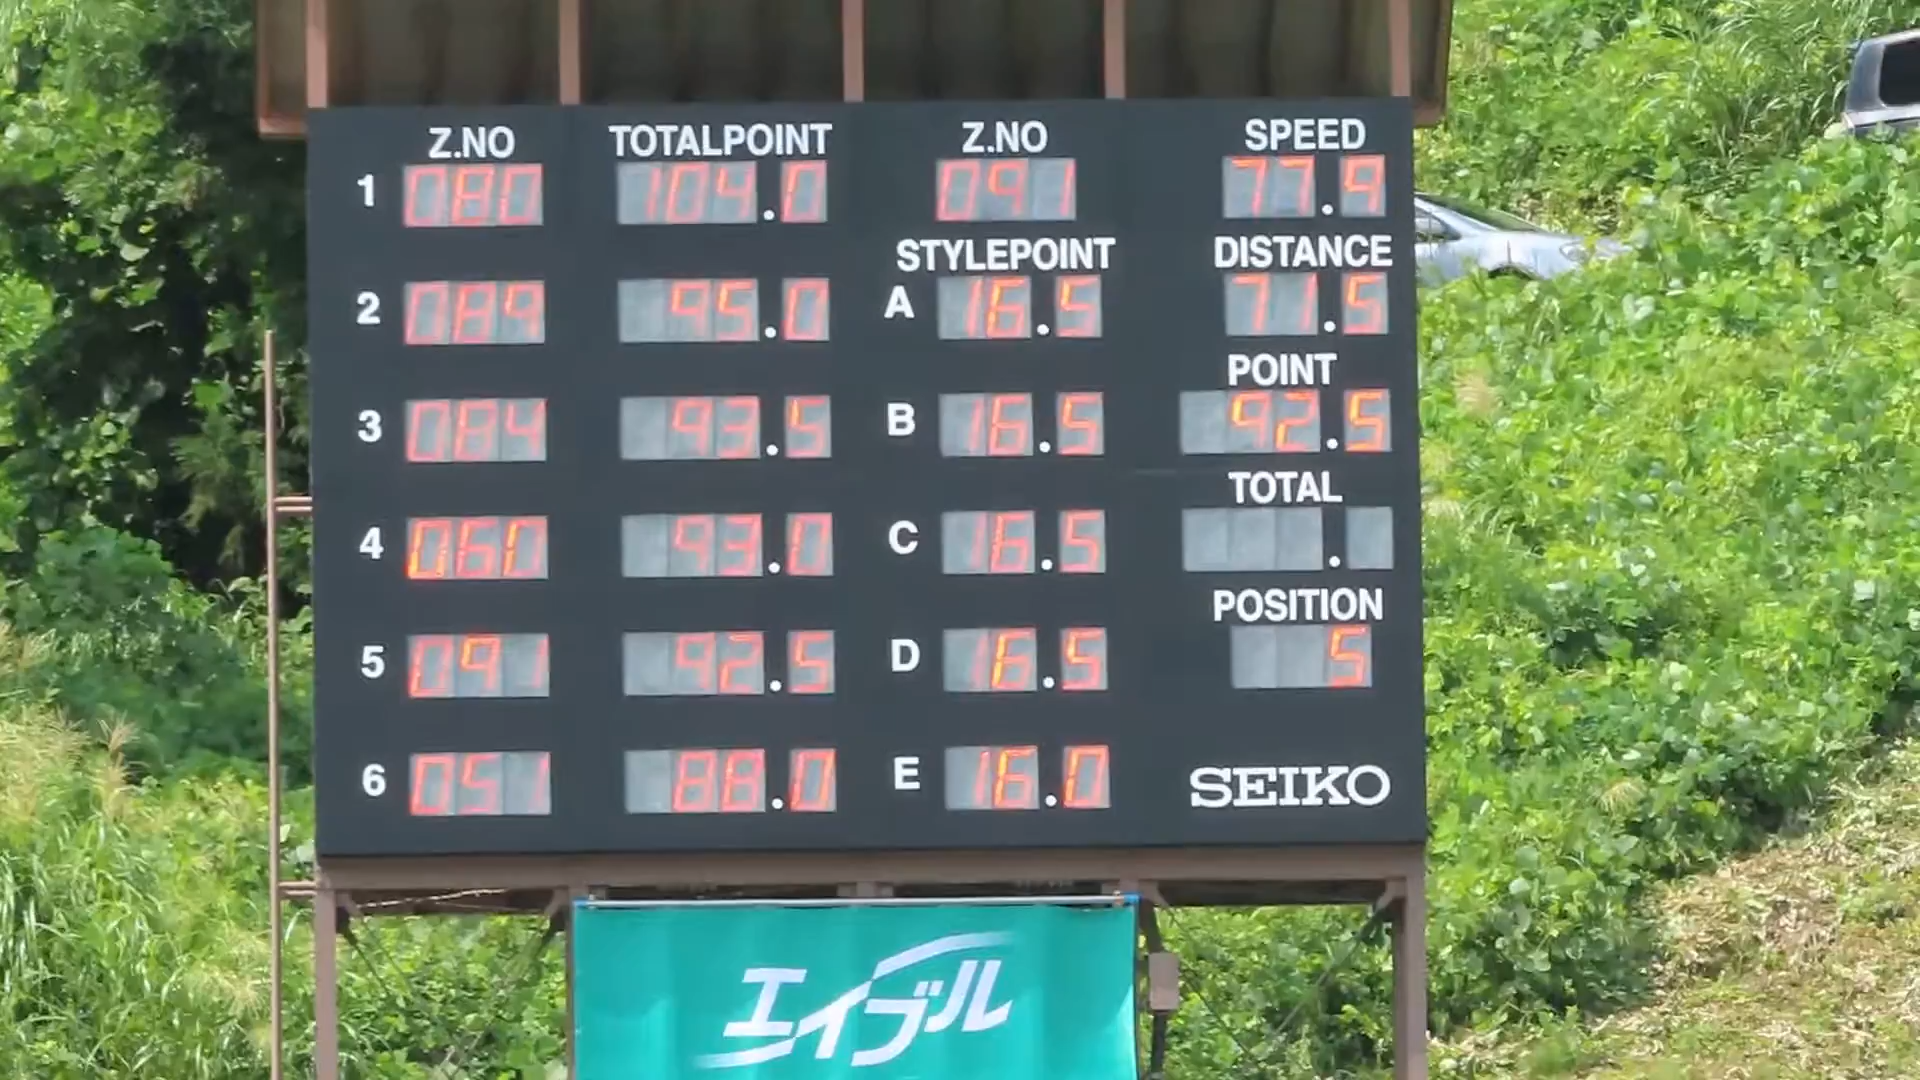 Z.NO TOTALPOINT Z.NO SPEED
1 080 104.0 091 77.9
STYLEPOINT DISTANCE
2 089 95.0 A 16.5 71.5
POINT
3 084 93.5 B 16.5 92.5
TOTAL
4 060 93.0 C 16.5 .
POSITION
5 091 92.5 D 16.5 5
6 051 88.0 E 16.0 SEIKO
エイブル